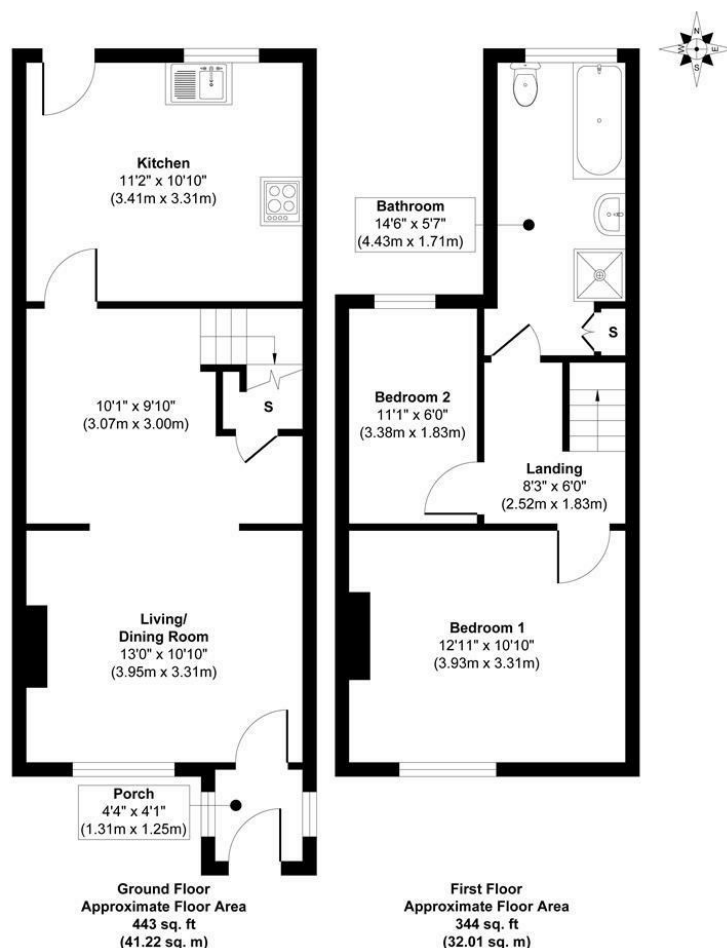 N
W E
S
Kitchen
11'2" x 10'10"
(3.41m x 3.31m)
10'1" x 9'10"
(3.07m x 3.00m)
S
Living/
Dining Room
13'0" x 10'10"
(3.95m x 3.31m)
Porch
4'4" x 4'1"
(1.31m x 1.25m)
Ground Floor
Approximate Floor Area
443 sq. ft
(41.22 sq. m)
Bathroom
14'6" x 5'7"
(4.43m x 1.71m)
S
Bedroom 2
11'1" x 6'0"
(3.38m x 1.83m)
Landing
8'3" x 6'0"
(2.52m x 1.83m)
Bedroom 1
12'11" x 10'10"
(3.93m x 3.31m)
First Floor
Approximate Floor Area
344 sq. ft
(32.01 sq. m)